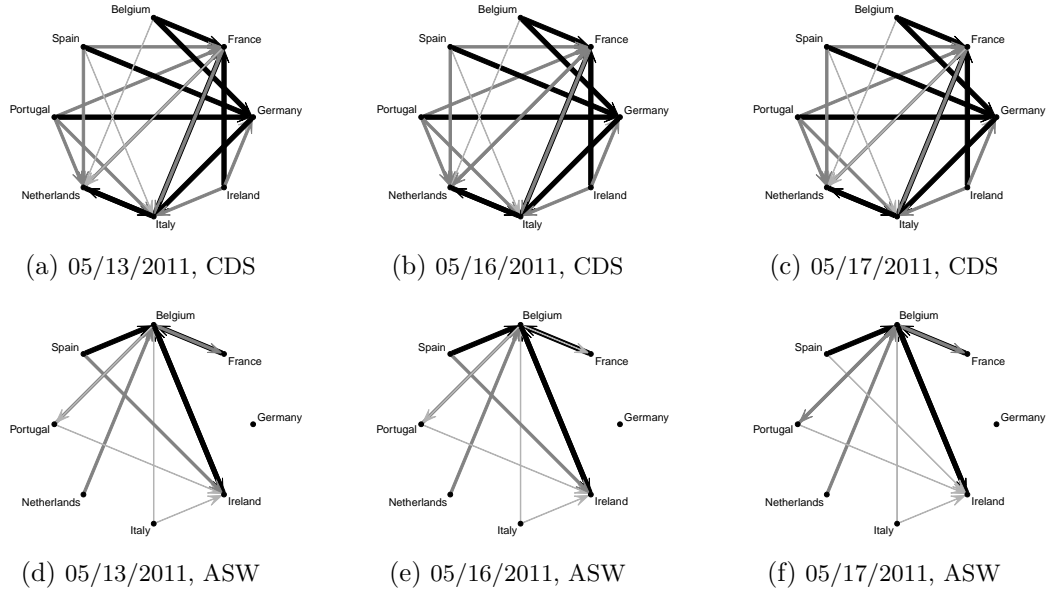 Belgium
France
Spain
Portugal
Germany
Netherlands
Ireland
Italy
(a) 05/13/2011, CDS
Belgium
France
Spain
Portugal
Germany
Netherlands
Ireland
Italy
(b) 05/16/2011, CDS
Belgium
France
Spain
Portugal
Germany
Netherlands
Ireland
Italy
(c) 05/17/2011, CDS
Belgium
Spain
France
Portugal
Germany
Netherlands
Ireland
Italy
(d) 05/13/2011, ASW
Belgium
Spain
France
Portugal
Germany
Netherlands
Ireland
Italy
(e) 05/16/2011, ASW
Belgium
Spain
France
Portugal
Germany
Netherlands
Ireland
Italy
(f) 05/17/2011, ASW